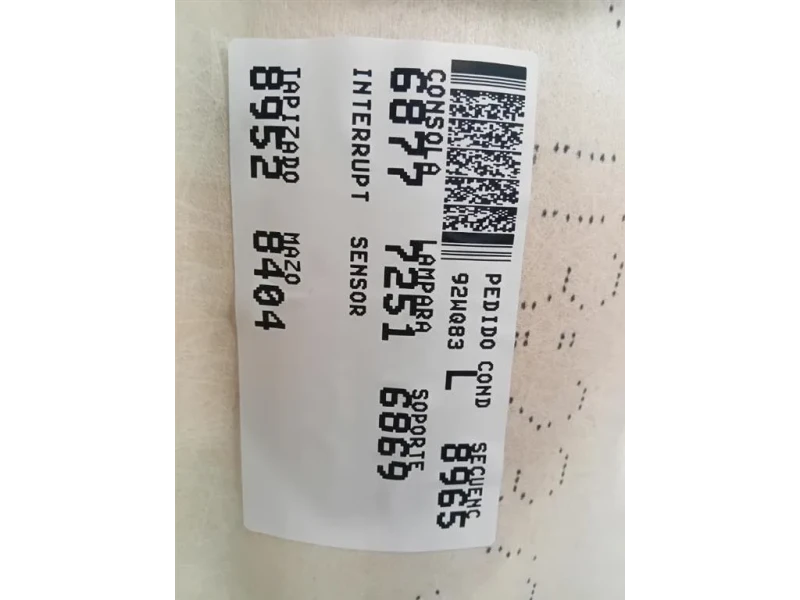 PEDIDO COND SECUENC
92WQ83 L 8965
CONSOLA LAMPARA SOPORTE
6877 7251 6869
INTERRUPT SENSOR
TAPIZADO MAZO
8952 8404